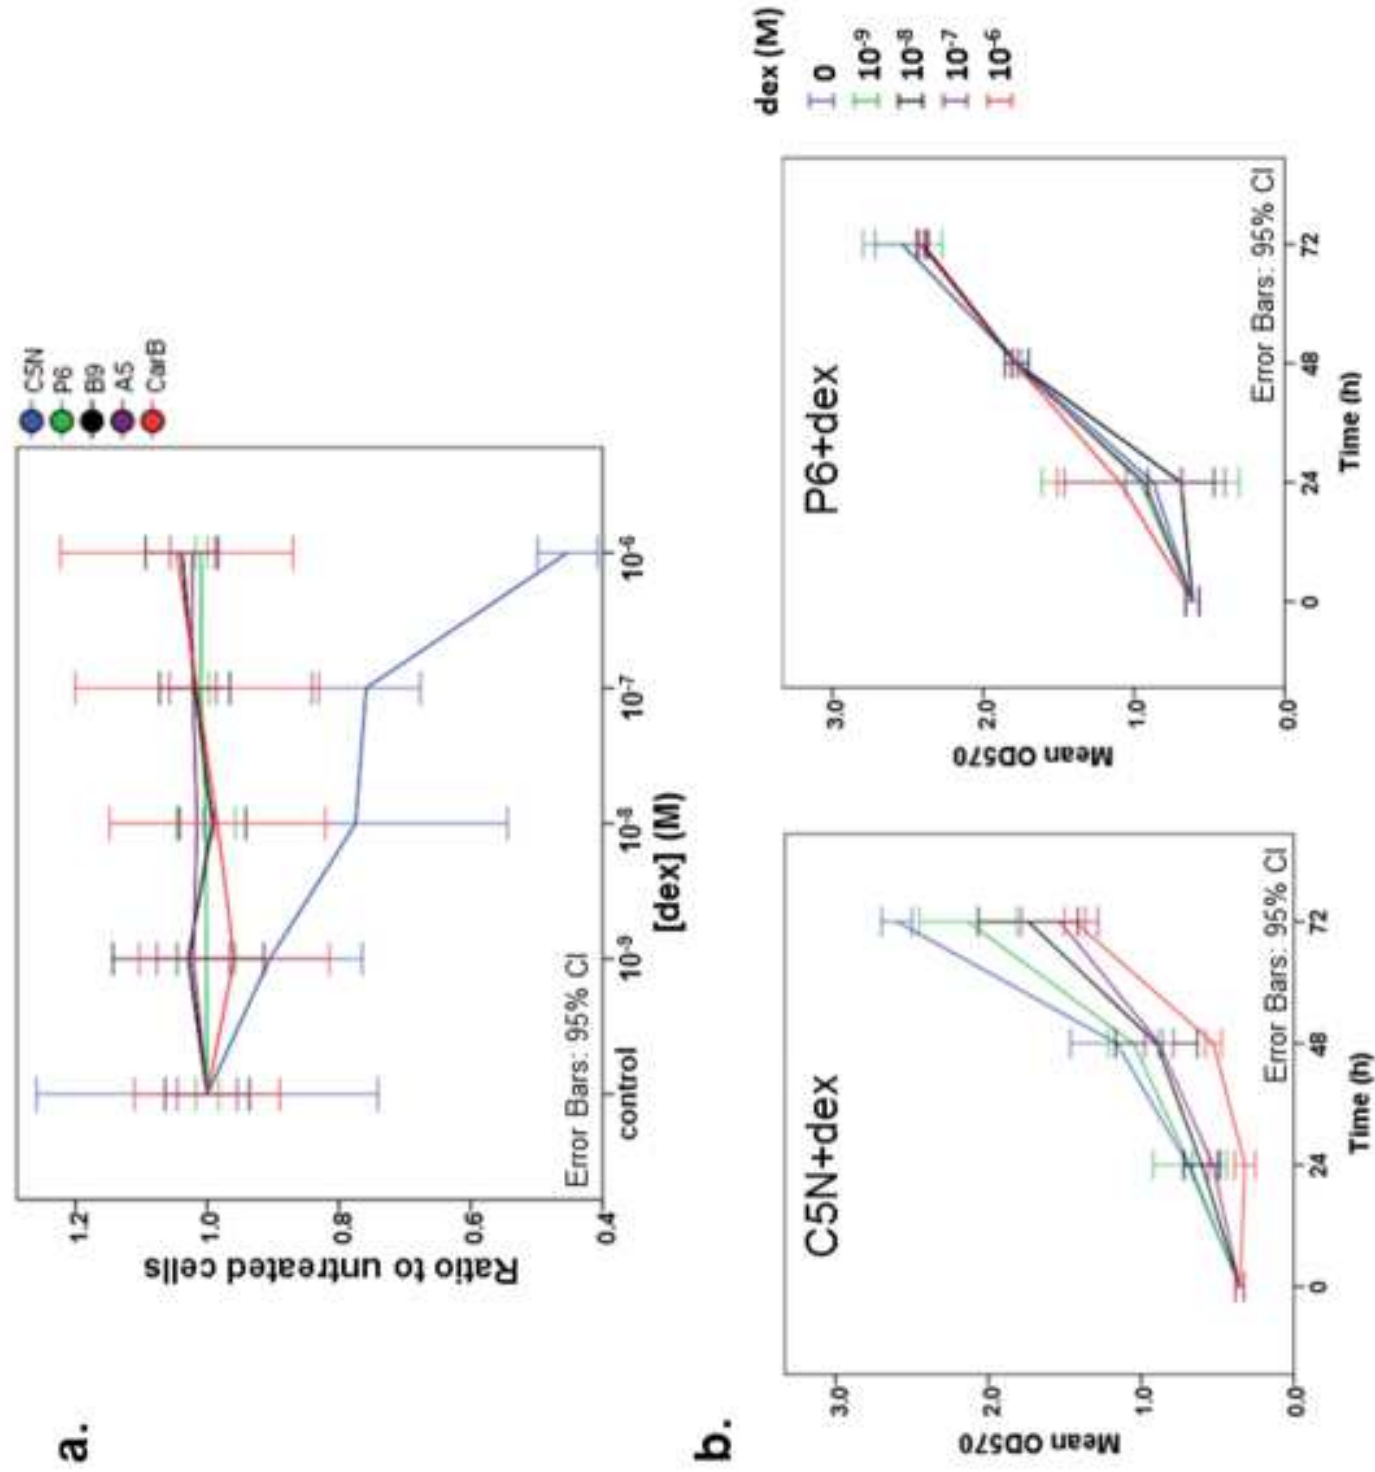 a.
C5N
P6
B9
A5
CarB
Ratio to untreated cells
1.2
1.0
0.8
0.6
0.4
Error Bars: 95% CI
control
10-9
10-8
10-7
10-6
[dex] (M)
b.
C5N+dex
Mean OD570
3.0
2.0
1.0
0.0
Error Bars: 95% CI
0
24
48
72
Time (h)
P6+dex
Mean OD570
3.0
2.0
1.0
0.0
Error Bars: 95% CI
0
24
48
72
Time (h)
dex (M)
0
10-9
10-8
10-7
10-6